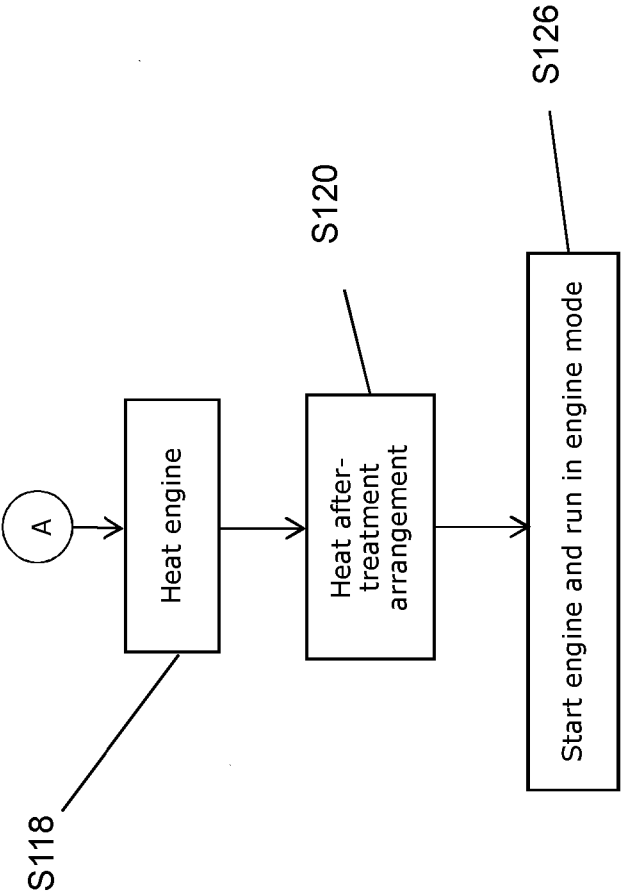 A
S118
Heat engine
S120
Heat after-
treatment
arrangement
S126
Start engine and run in engine mode